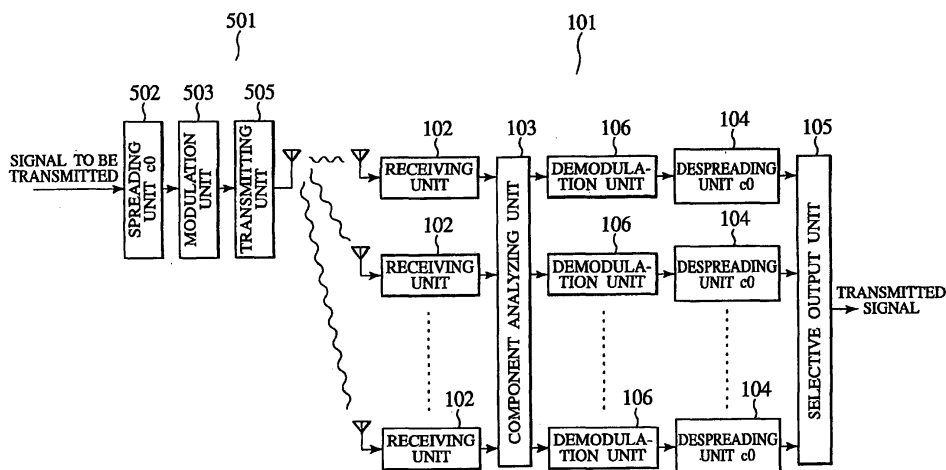 501
101
502
503
505
SIGNAL TO BE
TRANSMITTED
SPREADING
UNIT c0
MODULATION
UNIT
TRANSMITTING
UNIT
102
103
106
104
105
RECEIVING
UNIT
COMPONENT ANALYZING UNIT
DEMODULA-
TION UNIT
DESPREADING
UNIT c0
SELECTIVE OUTPUT UNIT
102
106
104
RECEIVING
UNIT
DEMODULA-
TION UNIT
DESPREADING
UNIT c0
TRANSMITTED
SIGNAL
102
106
104
RECEIVING
UNIT
DEMODULA-
TION UNIT
DESPREADING
UNIT c0